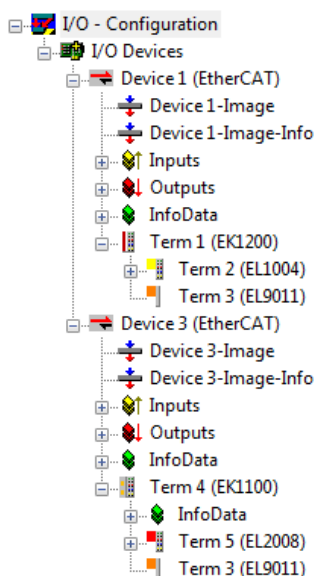 I/O - Configuration
I/O Devices
Device 1 (EtherCAT)
Device 1-Image
Device 1-Image-Info
Inputs
Outputs
InfoData
Term 1 (EK1200)
Term 2 (EL1004)
Term 3 (EL9011)
Device 3 (EtherCAT)
Device 3-Image
Device 3-Image-Info
Inputs
Outputs
InfoData
Term 4 (EK1100)
InfoData
Term 5 (EL2008)
Term 3 (EL9011)